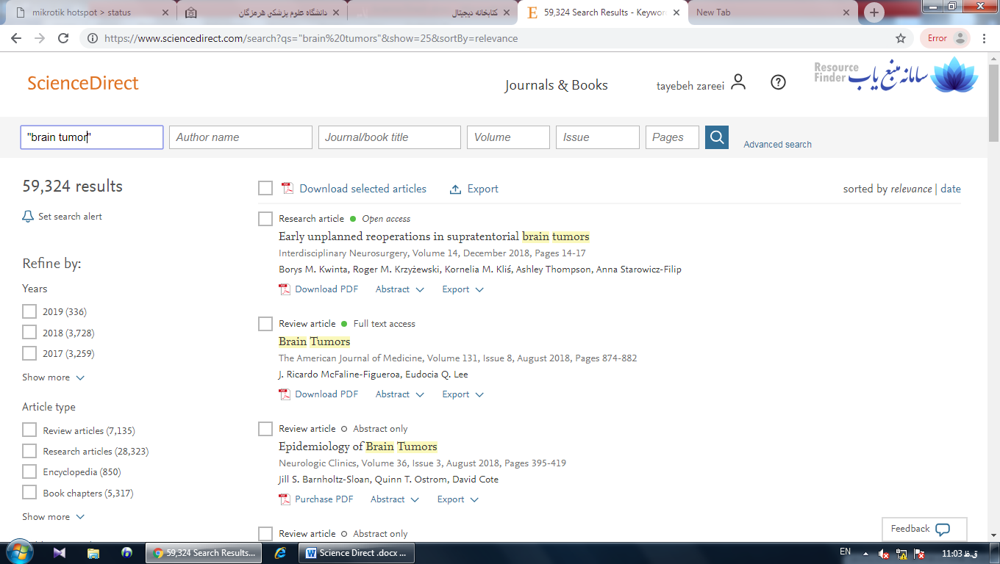 mikrotik hotspot > status
دانشگاه علوم پزشکی هرمزگان
کتابخانه دیجیتال
59,324 Search Results - Keywor
New Tab
https://www.sciencedirect.com/search?qs="brain%20tumors"&show=25&sortBy=relevance
Error
ScienceDirect
Journals & Books
tayebeh zareei
Resource Finder
سامانه منبع یاب
"brain tumor"
Author name
Journal/book title
Volume
Issue
Pages
Advanced search
59,324 results
Set search alert
Refine by:
Years
2019 (336)
2018 (3,728)
2017 (3,259)
Show more
Article type
Review articles (7,135)
Research articles (28,323)
Encyclopedia (850)
Book chapters (5,317)
Show more
Download selected articles
Export
sorted by relevance | date
Research article Open access
Early unplanned reoperations in supratentorial brain tumors
Interdisciplinary Neurosurgery, Volume 14, December 2018, Pages 14-17
Borys M. Kwinta, Roger M. Krzyżewski, Kornelia M. Kliś, Ashley Thompson, Anna Starowicz-Filip
Download PDF Abstract Export
Review article Full text access
Brain Tumors
The American Journal of Medicine, Volume 131, Issue 8, August 2018, Pages 874-882
J. Ricardo McFaline-Figueroa, Eudocia Q. Lee
Download PDF Abstract Export
Review article Abstract only
Epidemiology of Brain Tumors
Neurologic Clinics, Volume 36, Issue 3, August 2018, Pages 395-419
Jill S. Barnholtz-Sloan, Quinn T. Ostrom, David Cote
Purchase PDF Abstract Export
Review article Abstract only
Feedback
59,324 Search Results...
Science Direct .docx ...
EN
11:03 ق.ظ